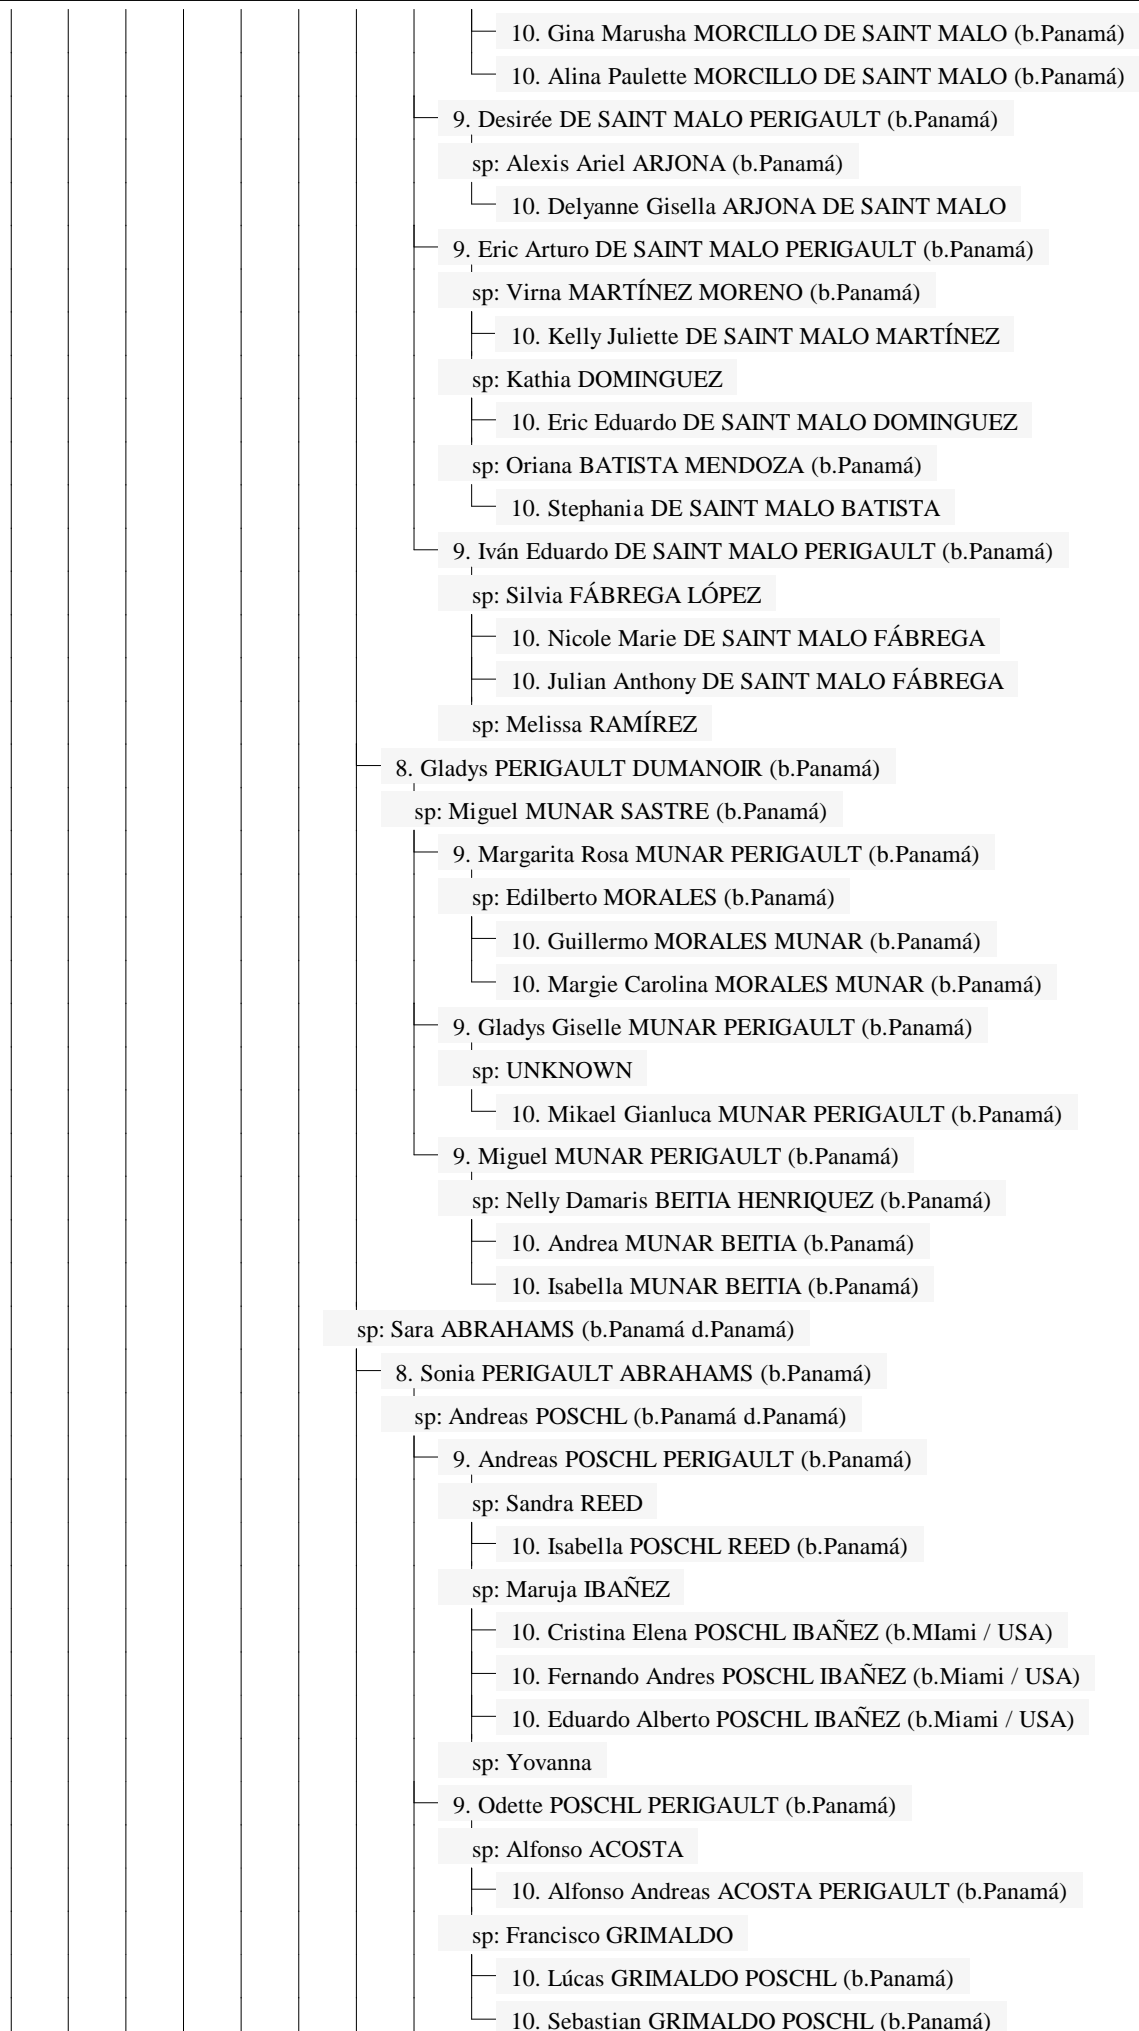 10. Gina Marusha MORCILLO DE SAINT MALO (b.Panamá)
10. Alina Paulette MORCILLO DE SAINT MALO (b.Panamá)
9. Desirée DE SAINT MALO PERIGAULT (b.Panamá)
sp: Alexis Ariel ARJONA (b.Panamá)
10. Delyanne Gisella ARJONA DE SAINT MALO
9. Eric Arturo DE SAINT MALO PERIGAULT (b.Panamá)
sp: Virna MARTÍNEZ MORENO (b.Panamá)
10. Kelly Juliette DE SAINT MALO MARTÍNEZ
sp: Kathia DOMINGUEZ
10. Eric Eduardo DE SAINT MALO DOMINGUEZ
sp: Oriana BATISTA MENDOZA (b.Panamá)
10. Stephania DE SAINT MALO BATISTA
9. Iván Eduardo DE SAINT MALO PERIGAULT (b.Panamá)
sp: Silvia FÁBREGA LÓPEZ
10. Nicole Marie DE SAINT MALO FÁBREGA
10. Julian Anthony DE SAINT MALO FÁBREGA
sp: Melissa RAMÍREZ
8. Gladys PERIGAULT DUMANOIR (b.Panamá)
sp: Miguel MUNAR SASTRE (b.Panamá)
9. Margarita Rosa MUNAR PERIGAULT (b.Panamá)
sp: Edilberto MORALES (b.Panamá)
10. Guillermo MORALES MUNAR (b.Panamá)
10. Margie Carolina MORALES MUNAR (b.Panamá)
9. Gladys Giselle MUNAR PERIGAULT (b.Panamá)
sp: UNKNOWN
10. Mikael Gianluca MUNAR PERIGAULT (b.Panamá)
9. Miguel MUNAR PERIGAULT (b.Panamá)
sp: Nelly Damaris BEITIA HENRIQUEZ (b.Panamá)
10. Andrea MUNAR BEITIA (b.Panamá)
10. Isabella MUNAR BEITIA (b.Panamá)
sp: Sara ABRAHAMS (b.Panamá d.Panamá)
8. Sonia PERIGAULT ABRAHAMS (b.Panamá)
sp: Andreas POSCHL (b.Panamá d.Panamá)
9. Andreas POSCHL PERIGAULT (b.Panamá)
sp: Sandra REED
10. Isabella POSCHL REED (b.Panamá)
sp: Maruja IBAÑEZ
10. Cristina Elena POSCHL IBAÑEZ (b.MIami / USA)
10. Fernando Andres POSCHL IBAÑEZ (b.Miami / USA)
10. Eduardo Alberto POSCHL IBAÑEZ (b.Miami / USA)
sp: Yovanna
9. Odette POSCHL PERIGAULT (b.Panamá)
sp: Alfonso ACOSTA
10. Alfonso Andreas ACOSTA PERIGAULT (b.Panamá)
sp: Francisco GRIMALDO
10. Lúcas GRIMALDO POSCHL (b.Panamá)
10. Sebastian GRIMALDO POSCHL (b.Panamá)